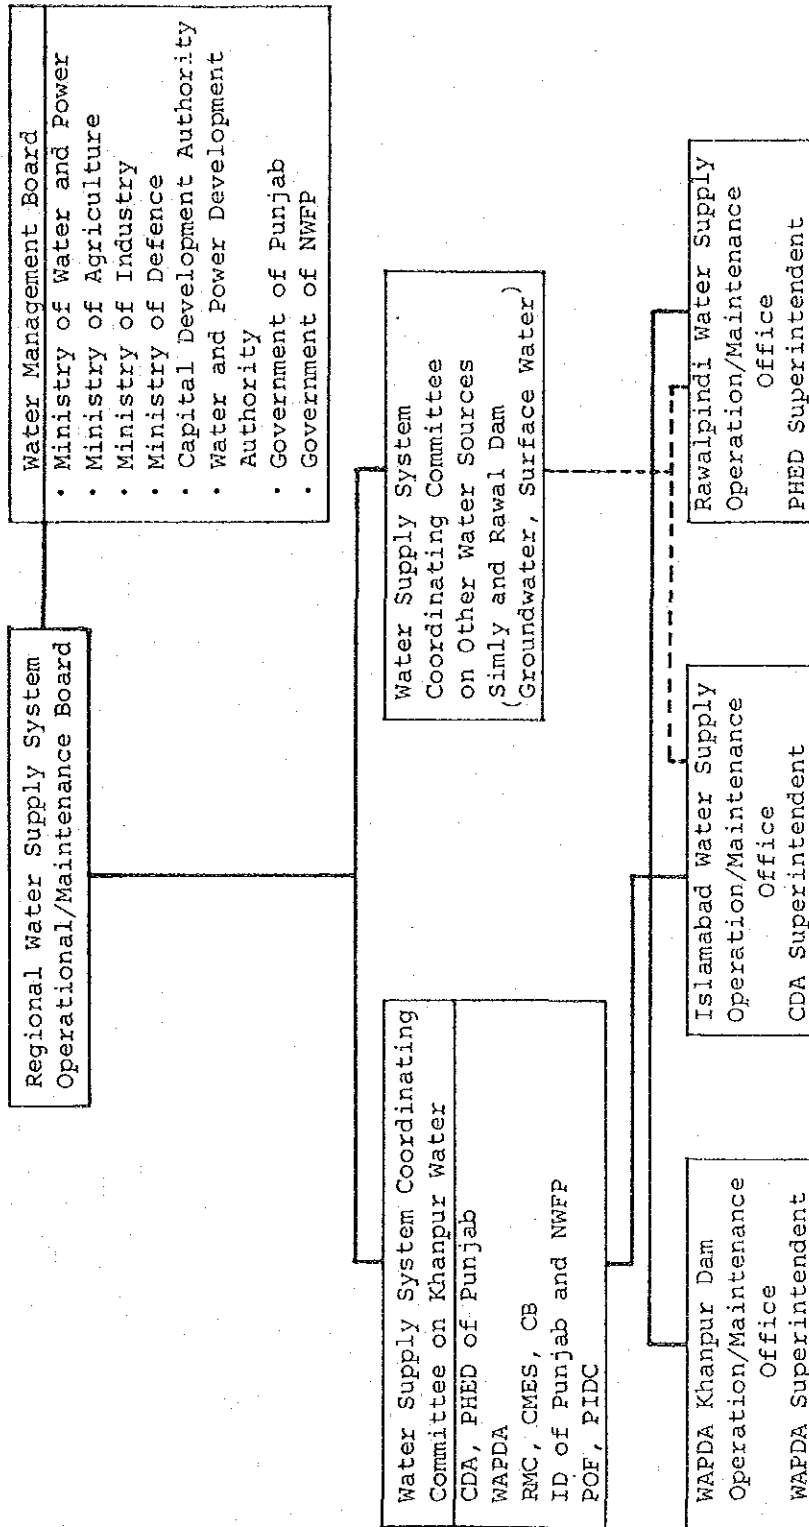 Regional Water Supply System
Operational/Maintenance Board
Water Management Board
· Ministry of Water and Power
· Ministry of Agriculture
· Ministry of Industry
· Ministry of Defence
· Capital Development Authority
· Water and Power Development
Authority
· Government of Punjab
· Government of NWFP
Water Supply System Coordinating
Committee on Khanpur Water
CDA, PHED of Punjab
WAPDA
RMC, CMES, CB
ID of Punjab and NWFP
POF, PIDC
Water Supply System
Coordinating Committee
on Other Water Sources
(Simly and Rawal Dam
Groundwater, Surface Water)
WAPDA Khanpur Dam
Operation/Maintenance
Office
WAPDA Superintendent
Islamabad Water Supply
Operation/Maintenance
Office
CDA Superintendent
Rawalpindi Water Supply
Operation/Maintenance
Office
PHED Superintendent